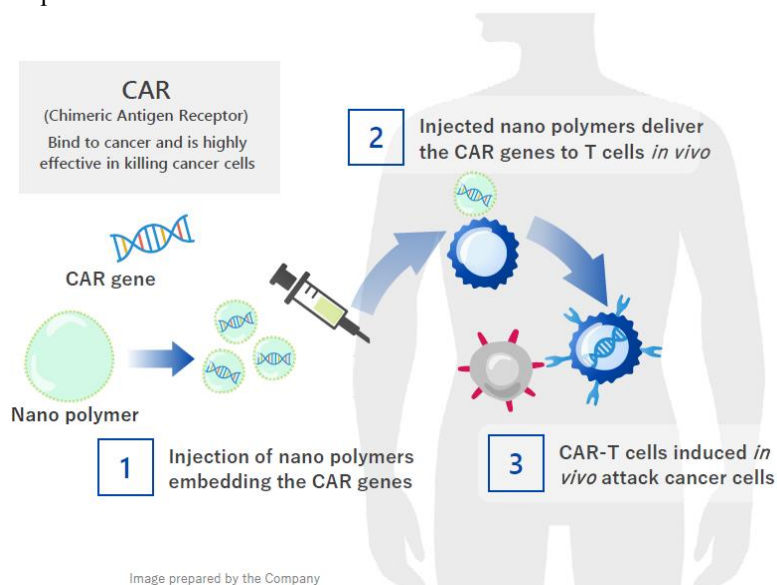 CAR
(Chimeric Antigen Receptor)
Bind to cancer and is highly
effective in killing cancer cells
CAR gene
Nano polymer
1
Injection of nano polymers
embedding the CAR genes
2
Injected nano polymers deliver
the CAR genes to T cells in vivo
3
CAR-T cells induced in
vivo attack cancer cells
Image prepared by the Company